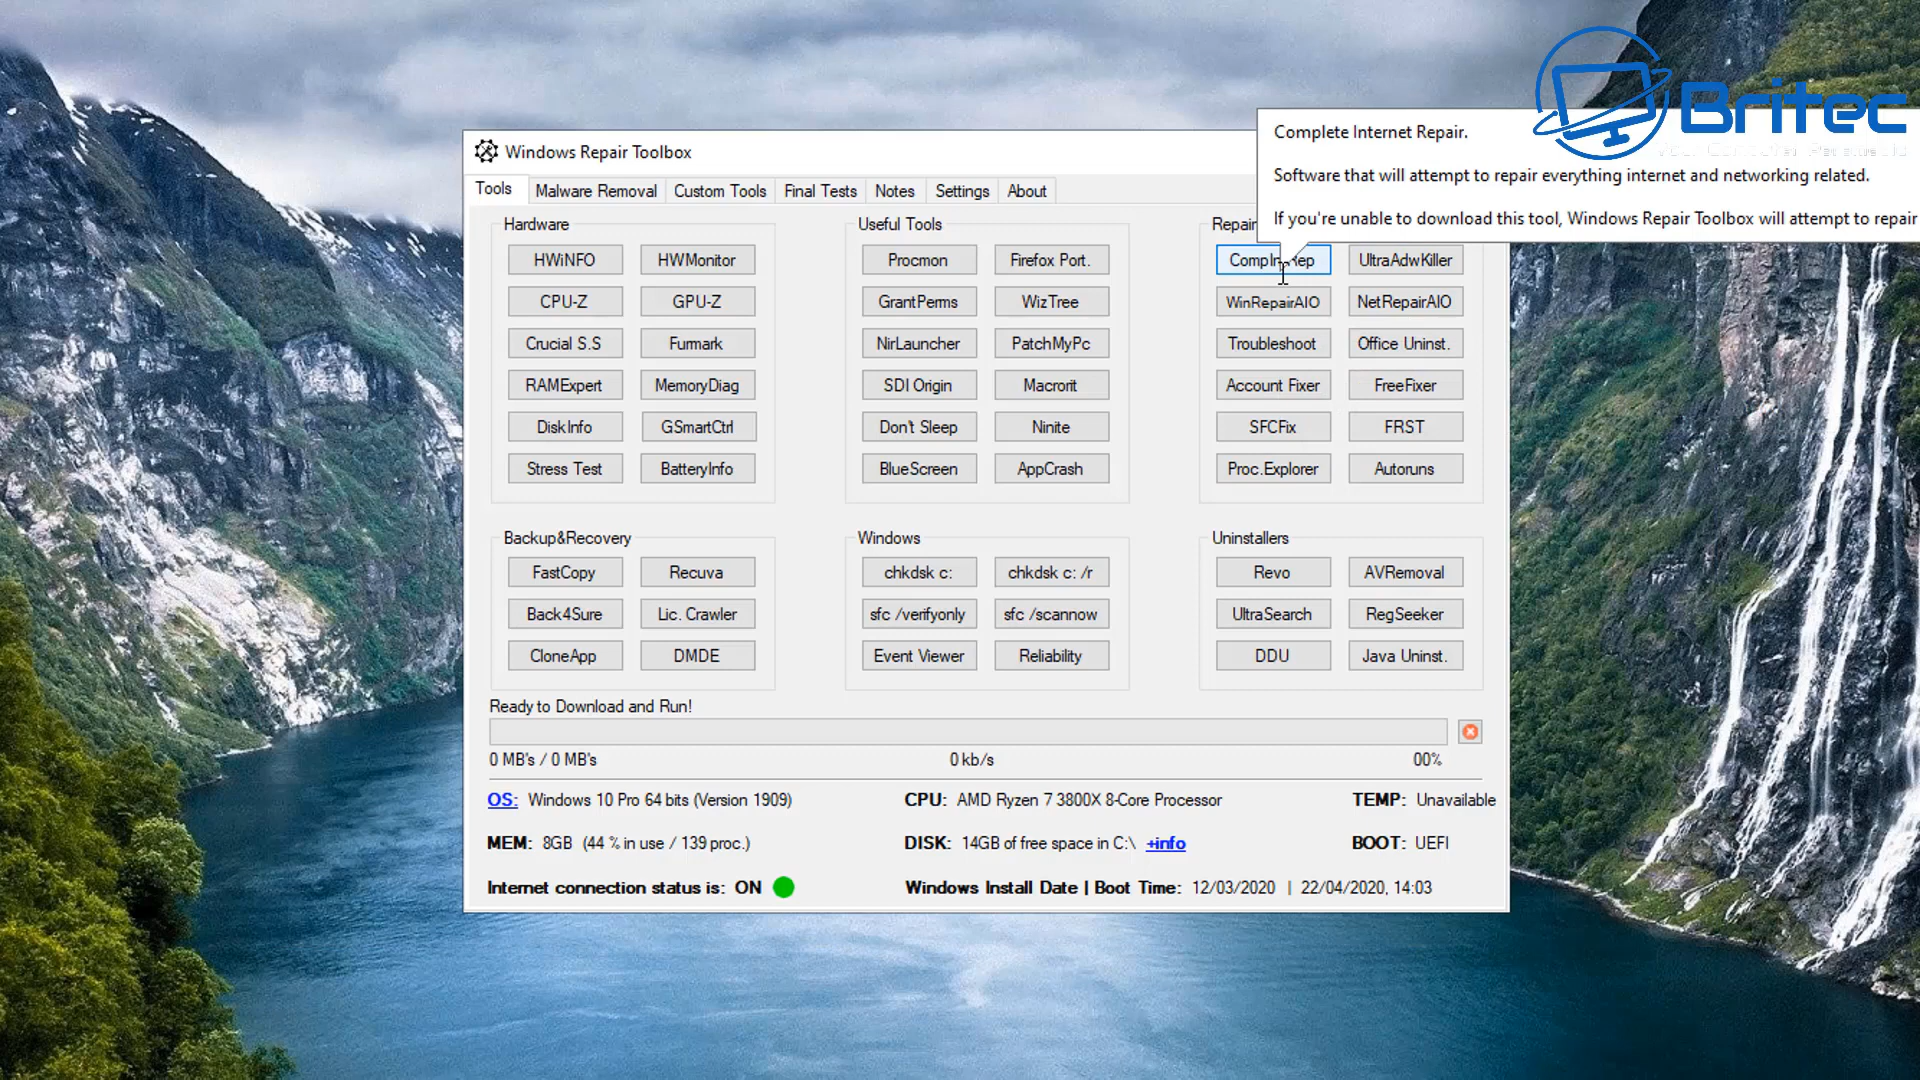 Britec
Complete Internet Repair.
Software that will attempt to repair everything internet and networking related.
If you're unable to download this tool, Windows Repair Toolbox will attempt to repair
Windows Repair Toolbox
Tools Malware Removal Custom Tools Final Tests Notes Settings About
Hardware
HWiNFO HWMonitor
CPU-Z GPU-Z
Crucial S.S Furmark
RAMExpert MemoryDiag
DiskInfo GSmartCtrl
Stress Test BatteryInfo
Useful Tools
Procmon Firefox Port.
GrantPerms WizTree
NirLauncher PatchMyPc
SDI Origin Macrorit
Don't Sleep Ninite
BlueScreen AppCrash
Repair
UltraAdwKiller
WinRepairAIO NetRepairAIO
Troubleshoot Office Uninst.
Account Fixer FreeFixer
SFCFix FRST
Proc.Explorer Autoruns
Backup&Recovery
FastCopy Recuva
Back4Sure Lic. Crawler
CloneApp DMDE
Windows
chkdsk c: chkdsk c: /r
sfc /verifyonly sfc /scannow
Event Viewer Reliability
Uninstallers
Revo AVRemoval
UltraSearch RegSeeker
DDU Java Uninst.
Ready to Download and Run!
0 MB's / 0 MB's 0 kb/s 00%
OS: Windows 10 Pro 64 bits (Version 1909) CPU: AMD Ryzen 7 3800X 8-Core Processor TEMP: Unavailable
MEM: 8GB (44 % in use / 139 proc.) DISK: 14GB of free space in C:\ +info BOOT: UEFI
Internet connection status is: ON Windows Install Date | Boot Time: 12/03/2020 | 22/04/2020, 14:03